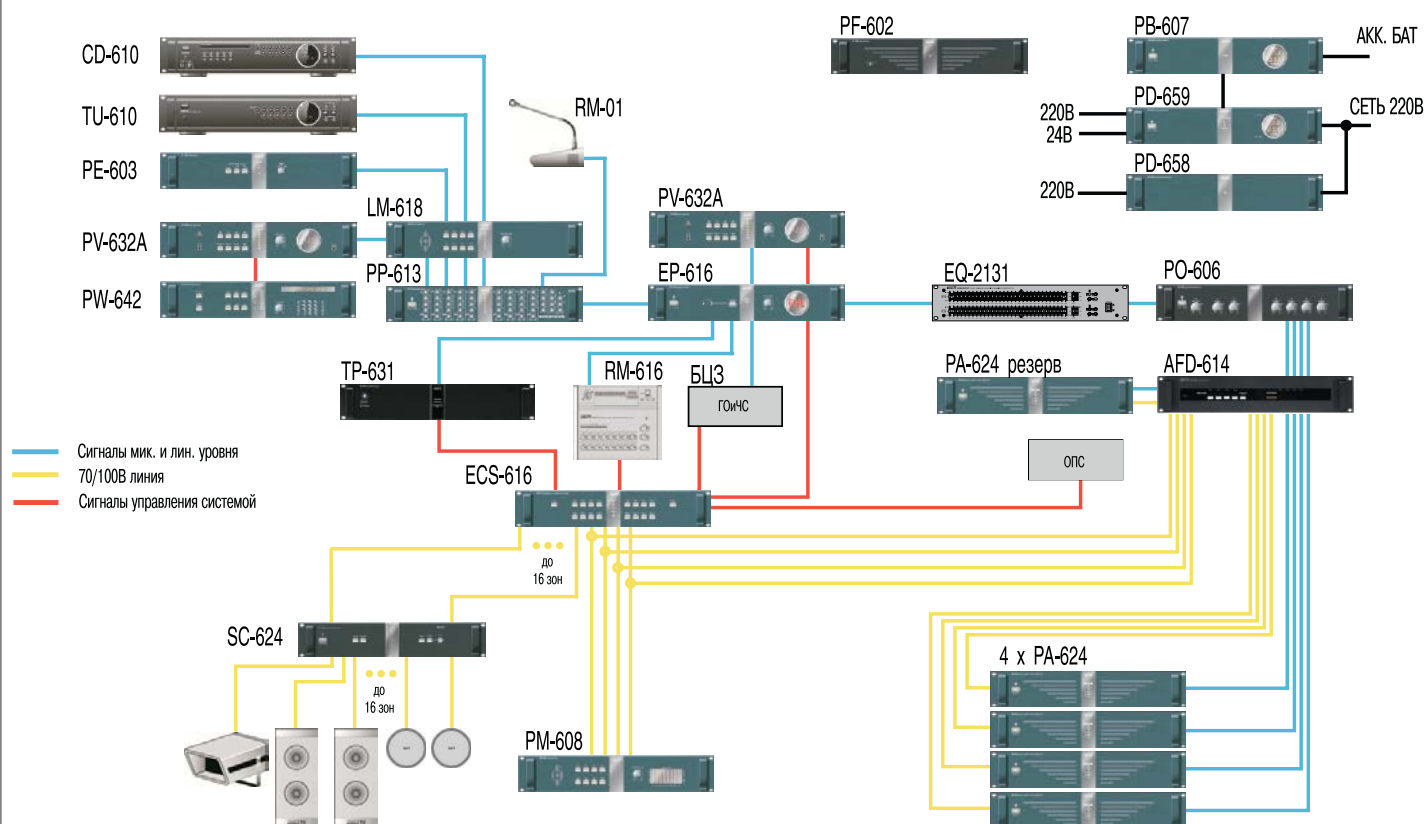 PF-602
PB-607
АКК. БАТ
CD-610
TU-610
RM-01
PD-659
220В
24В
СЕТЬ 220В
PE-603
PD-658
220В
LM-618
PV-632A
PV-632A
PP-613
EP-616
EQ-2131
PO-606
PW-642
TP-631
RM-616
БЦЗ
ГОиЧС
PA-624 резерв
AFD-614
Сигналы мик. и лин. уровня
70/100В линия
Сигналы управления системой
ECS-616
ОПС
до
16 зон
SC-624
до
16 зон
4 x PA-624
PM-608